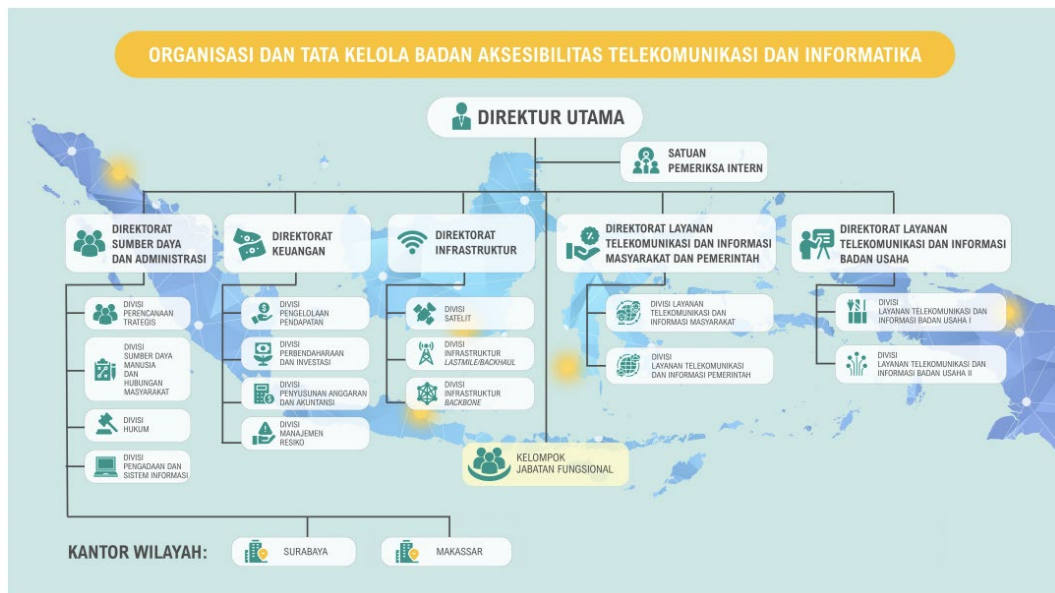 ORGANISASI DAN TATA KELOLA BADAN AKSESIBILITAS TELEKOMUNIKASI DAN INFORMATIKA
DIREKTUR UTAMA
SATUAN
PEMERIKSA INTERN
DIREKTORAT
SUMBER DAYA
DAN ADMINISTRASI
DIVISI
PERENCANAAN
TRATEGIS
DIVISI
SUMBER DAYA
MANUSIA
DAN
HUBUNGAN
MASYARAKAT
DIVISI
HUKUM
DIVISI
PENGADAAN DAN
SISTEM INFORMASI
DIREKTORAT
KEUANGAN
DIVISI
PENGELOLAAN
PENDAPATAN
DIVISI
PERBENDAHARAAN
DAN INVESTASI
DIVISI
PENYUSUNAN ANGGARAN
DAN AKUNTANSI
DIVISI
MANAJEMEN
RESIKO
DIREKTORAT
INFRASTRUKTUR
DIVISI
SATELIT
DIVISI
INFRASTRUKTUR
LASTMILE/BACKHAUL
DIVISI
INFRASTRUKTUR
BACKBONE
KELOMPOK
JABATAN FUNGSIONAL
DIREKTORAT LAYANAN
TELEKOMUNIKASI DAN INFORMASI
MASYARAKAT DAN PEMERINTAH
DIVISI LAYANAN
TELEKOMUNIKASI DAN
INFORMASI MASYARAKAT
DIVISI
LAYANAN TELEKOMUNIKASI
DAN INFORMASI PEMERINTAH
DIREKTORAT LAYANAN
TELEKOMUNIKASI DAN INFORMASI
BADAN USAHA
DIVISI
LAYANAN TELEKOMUNIKASI DAN
INFORMASI BADAN USAHA I
DIVISI
LAYANAN TELEKOMUNIKASI DAN
INFORMASI BADAN USAHA II
KANTOR WILAYAH:
SURABAYA
MAKASSAR